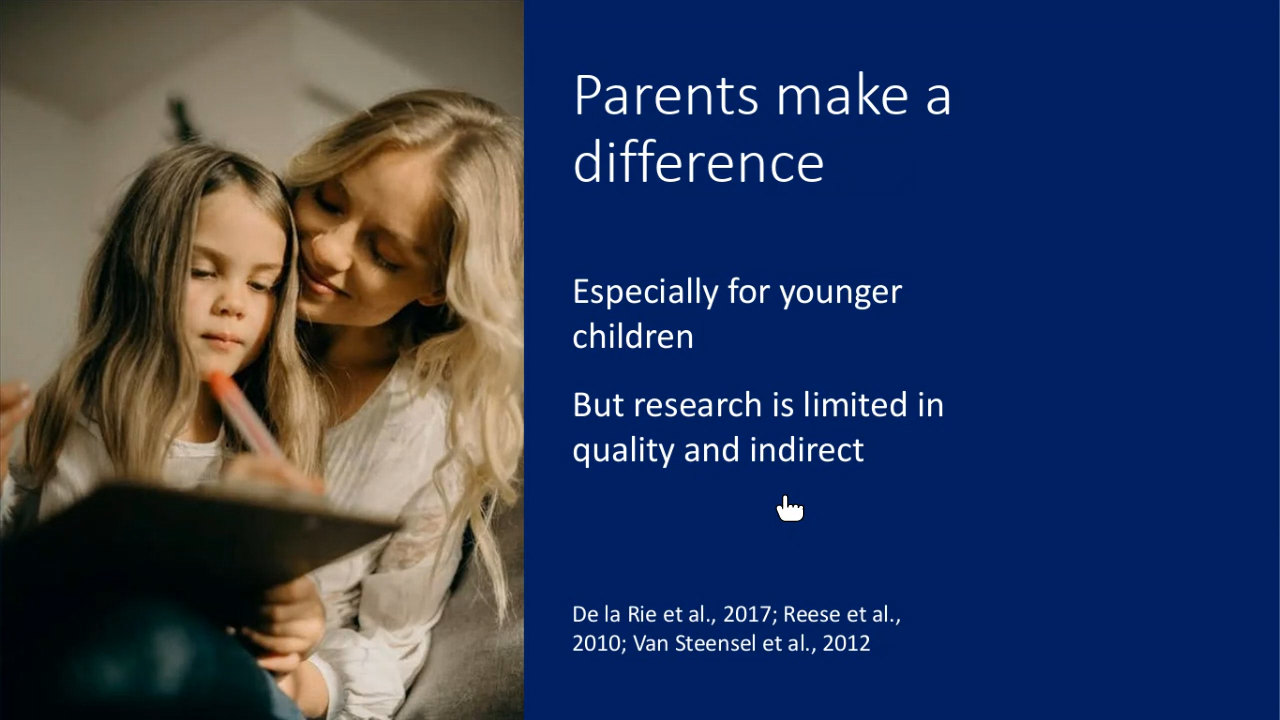 Parents make a
difference
Especially for younger
children
But research is limited in
quality and indirect
De la Rie et al., 2017; Reese et al.,
2010; Van Steensel et al., 2012